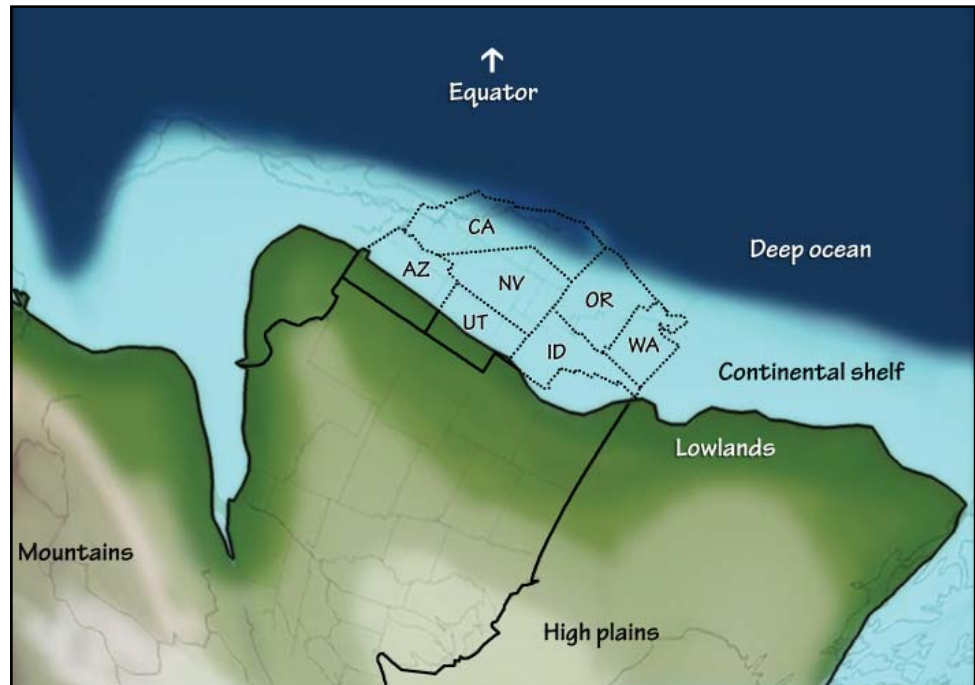 Equator
CA
Deep ocean
AZ
NV
OR
UT
ID
WA
Continental shelf
Lowlands
Mountains
High plains